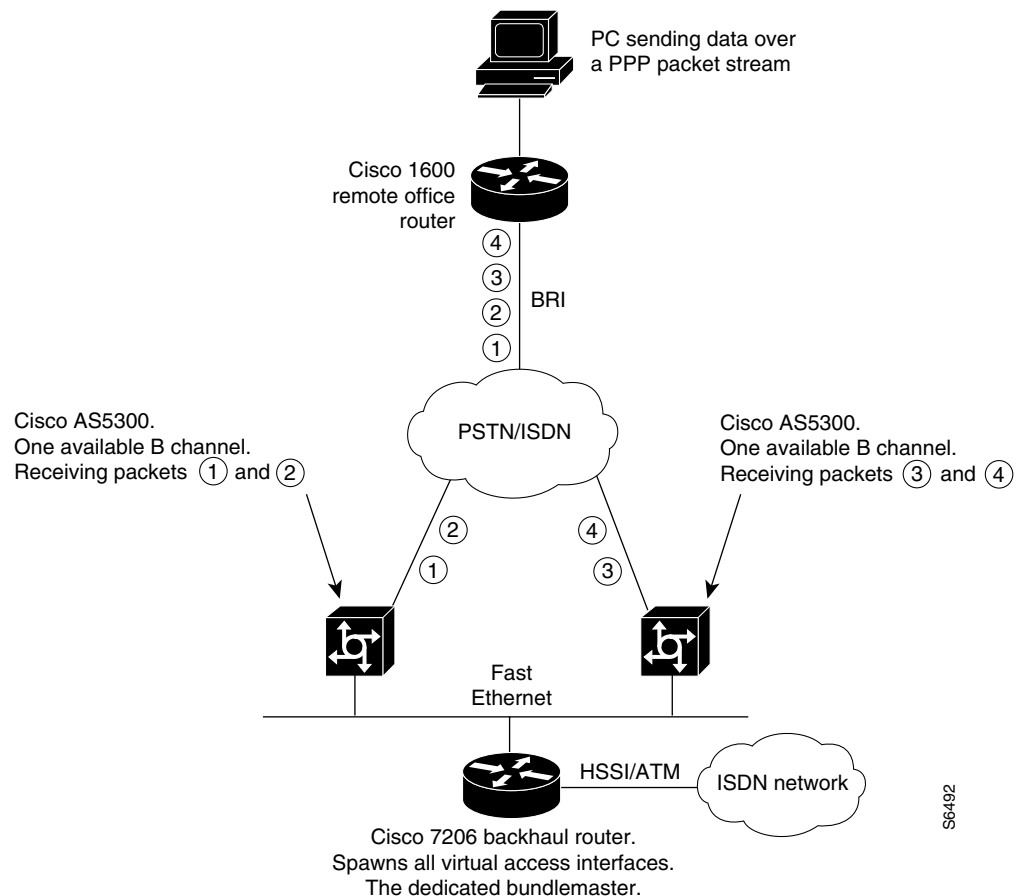 PC sending data over
a PPP packet stream
Cisco 1600
remote office
router
4
3
2
1
BRI
PSTN/ISDN
Cisco AS5300.
One available B channel.
Receiving packets 1 and 2
Cisco AS5300.
One available B channel.
Receiving packets 3 and 4
2
1
4
3
Fast
Ethernet
HSSI/ATM
ISDN network
Cisco 7206 backhaul router.
Spawns all virtual access interfaces.
The dedicated bundlemaster.
S6492